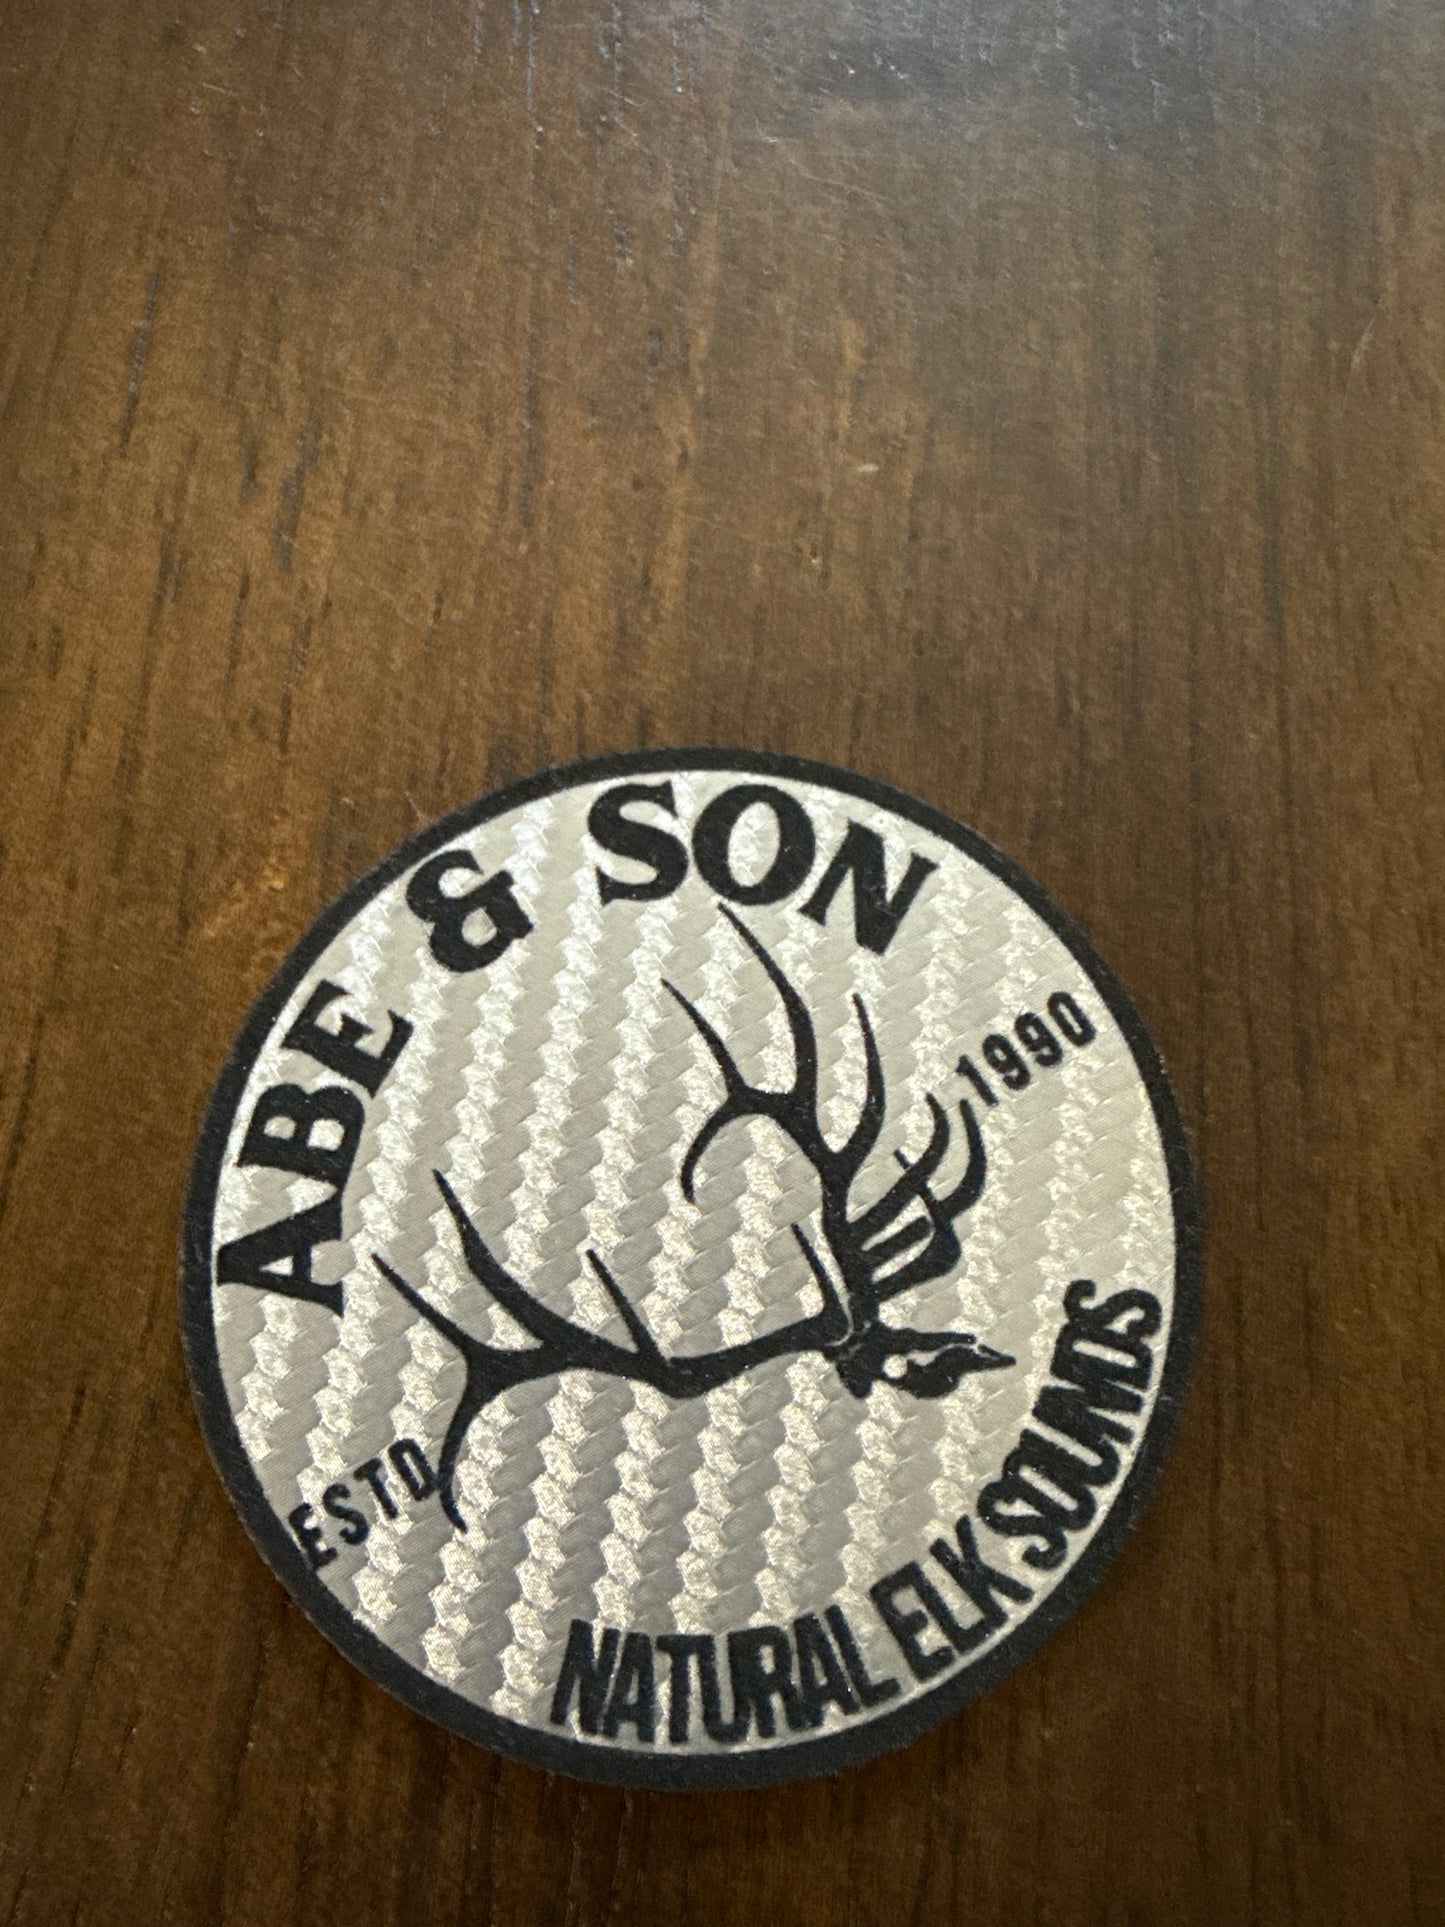 ABE & SON
ESTD 1990
NATURAL ELK SOUNDS